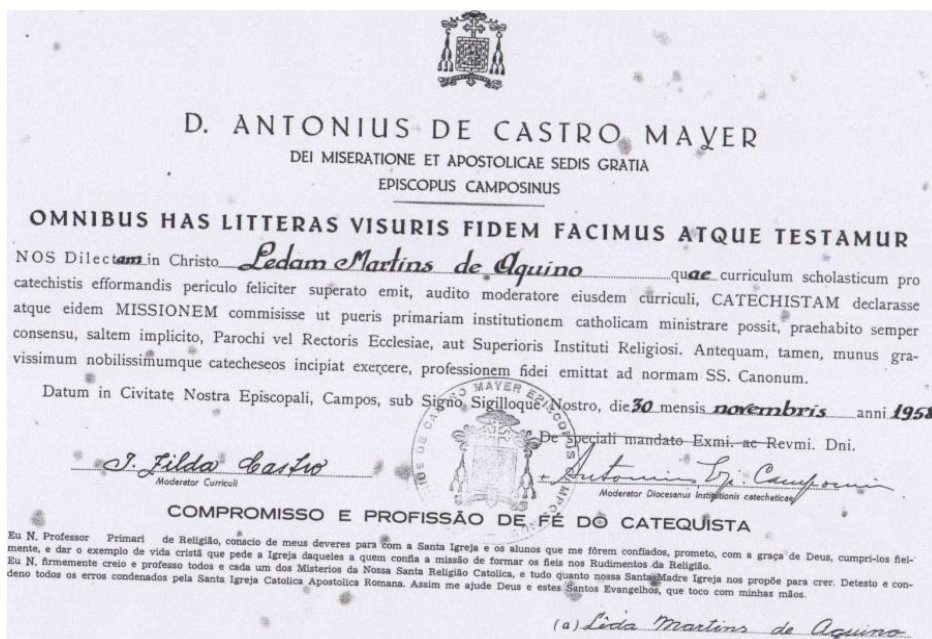 D. ANTONIUS DE CASTRO MAYER
DEI MISERATIONE ET APOSTOLICAE SEDIS GRATIA
EPISCOPUS CAMPOSINUS
OMNIBUS HAS LITTERAS VISURIS FIDEM FACIMUS ATQUE TESTAMUR
NOS Dilectam in Christo Ledam Martins de Aquino quae curriculum scholasticum pro
catechistis efformandis periculo feliciter superato emit, audito moderatore eiusdem curriculi, CATECHISTAM declarasse
atque eidem MISSIONEM commisisse ut pueris primariam institutionem catholicam ministrare possit, praehabito semper
consensu, saltem implicito, Parochi vel Rectoris Ecclesiae, aut Superioris Instituti Religiosi. Antequam, tamen, munus gra-
vissimum nobilissimumque catecheseos incipiat exercere, professionem fidei emittat ad normam SS. Canonum.
Datum in Civitate Nostra Episcopali, Campos, sub Signo, Sigilloque Nostro, die 30 mensis novembris anni 1958
De speciali mandato Exmi. ac Revmi. Dni.
J. Zilda Castro
+ Antonius Ep. Camposin
Moderator Curriculi
Moderator Diocesanus Institutionis catecheticae
COMPROMISSO E PROFISSÃO DE FÉ DO CATEQUISTA
Eu N. Professor Primari de Religião, conscio de meus deveres para com a Santa Igreja e os alunos que me fôrem confiados, prometo, com a graça de Deus, cumpri-los fiel-
mente, e dar o exemplo de vida cristã que pede a Igreja daqueles a quem confia a missão de formar os fieis nos Rudimentos da Religião.
Eu N. firmemente creio e professo todos e cada um dos Misterios da Nossa Santa Religião Catolica, e tudo quanto nossa Santa Madre Igreja nos propõe para crer. Detesto e con-
deno todos os erros condenados pela Santa Igreja Catolica Apostolica Romana. Assim me ajude Deus e estes Santos Evangelhos, que toco com minhas mãos.
(a) Lêda Martins de Aquino